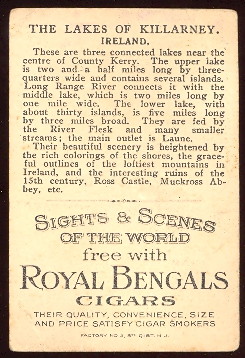 THE LAKES OF KILLARNEY.
IRELAND.
These are three connected lakes near the
centre of County Kerry. The upper lake
is two and a half miles long by three-
quarters wide and contains several islands.
Long Range River connects it with the
middle lake, which is two miles long by
one mile wide. The lower lake, with
about thirty islands, is five miles long
by three miles broad. They are fed by
the River Flesk and many smaller
streams; the main outlet is Laune.
Their beautiful scenery is heightened by
the rich colorings of the shores, the grace-
ful outlines of the loftiest mountains in
Ireland, and the interesting ruins of the
15th century, Ross Castle, Muckross Ab-
bey, etc.
SIGHTS & SCENES
OF THE WORLD
free with
ROYAL BENGALS
CIGARS
THEIR QUALITY, CONVENIENCE, SIZE
AND PRICE SATISFY CIGAR SMOKERS
FACTORY NO 2, 5TH DIST. N. J.